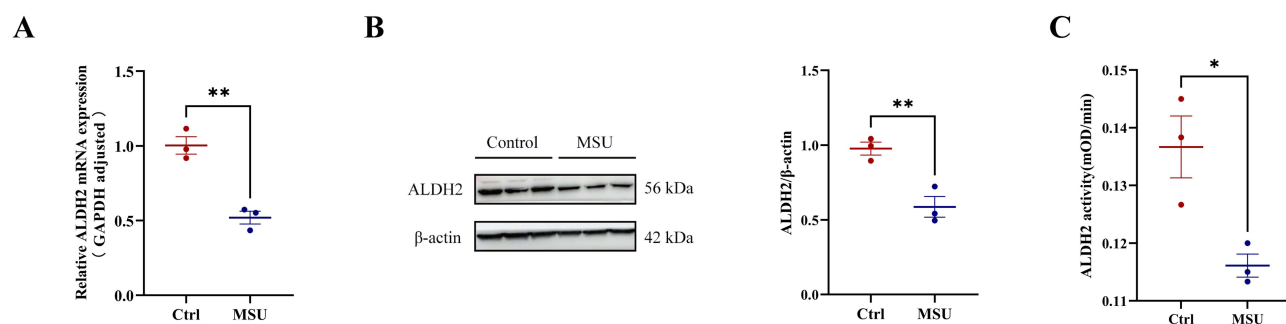 A
Relative ALDH2 mRNA expression
( GAPDH adjusted )
1.5
1.0
0.5
0.0
**
Ctrl
MSU
B
Control
MSU
ALDH2
56 kDa
β-actin
42 kDa
ALDH2/β-actin
1.5
1.0
0.5
0.0
**
Ctrl
MSU
C
ALDH2 activity(mOD/min)
0.15
0.14
0.13
0.12
0.11
*
Ctrl
MSU